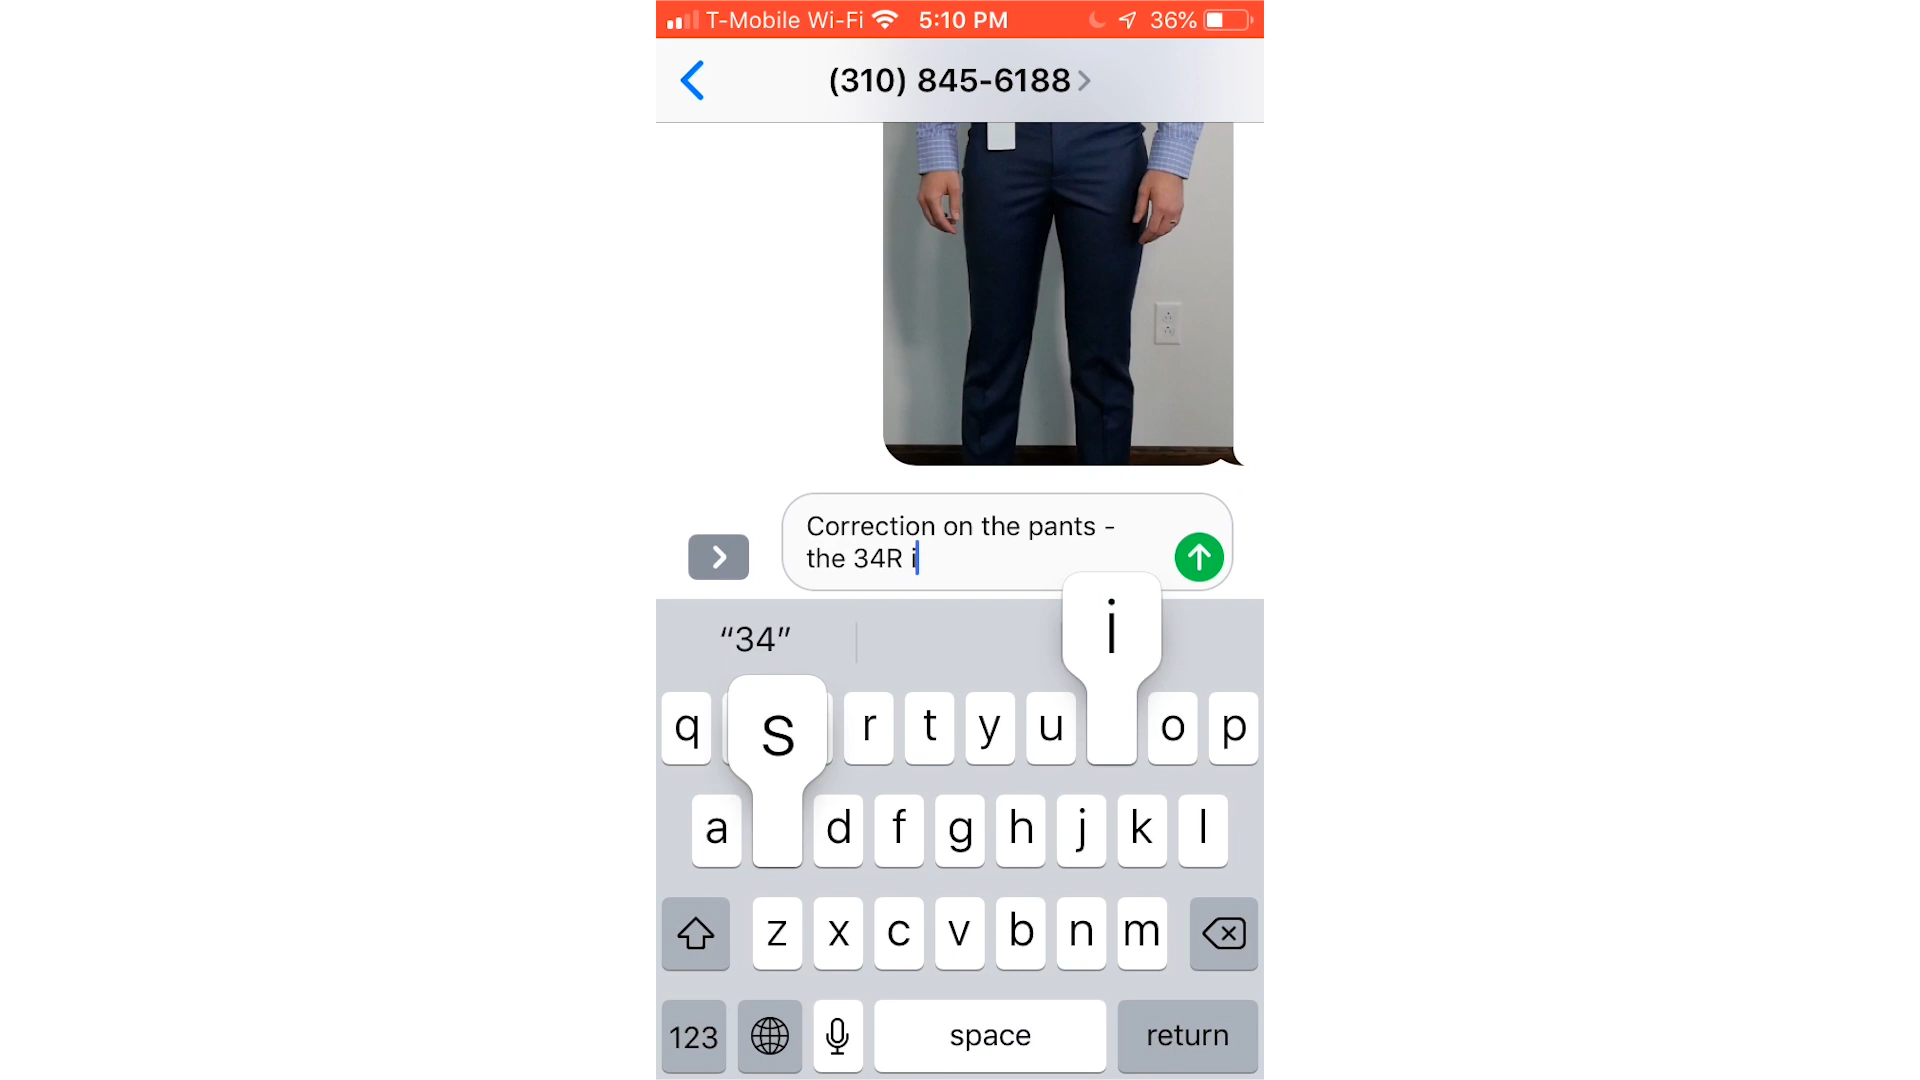 T-Mobile Wi-Fi 5:10 PM 36%
(310) 845-6188
Correction on the pants -
the 34R i
“34”
i
s
q r t y u o p
a d f g h j k l
z x c v b n m
123 space return